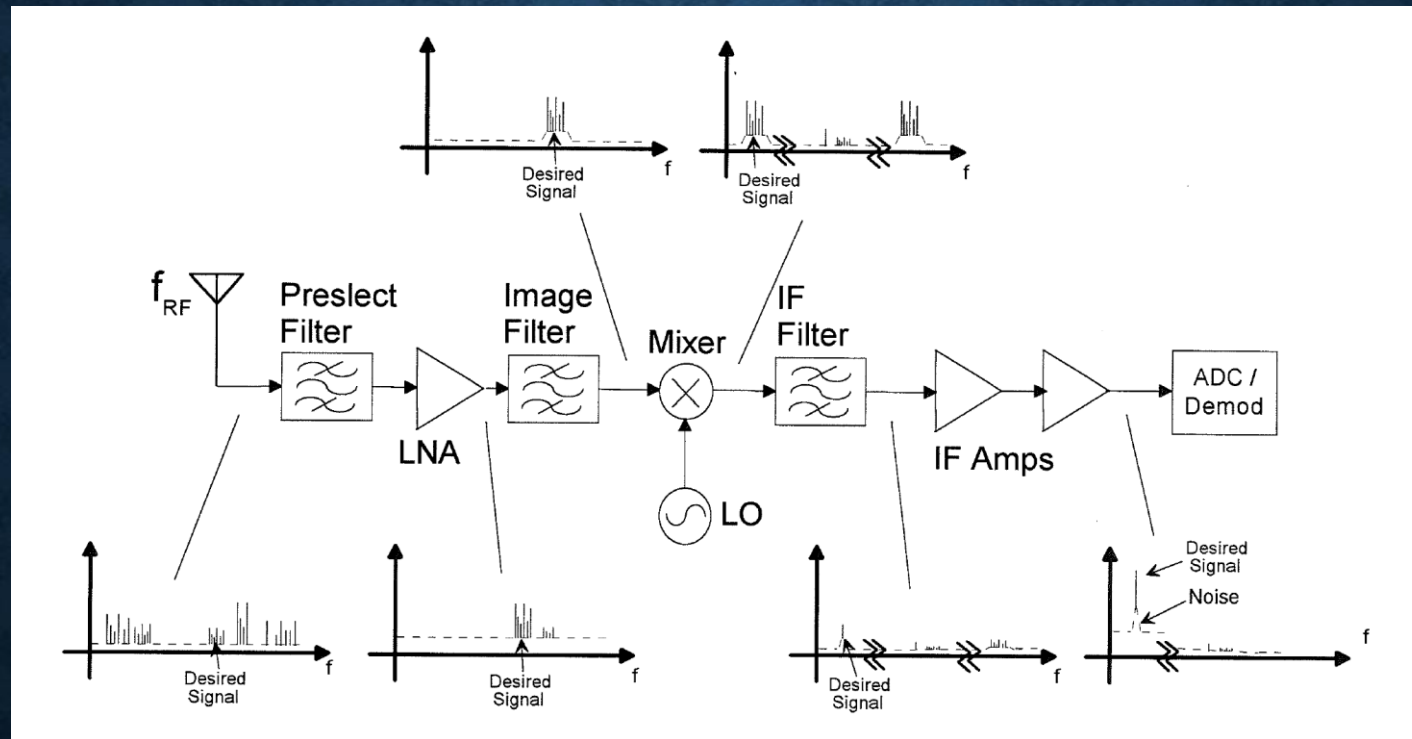 f
Desired
Signal
f
Desired
Signal
f
RF
Preslect
Filter
Image
Filter
Mixer
IF
Filter
ADC /
Demod
LNA
IF Amps
LO
f
Desired
Signal
f
Desired
Signal
f
Desired
Signal
Desired
Signal
Noise
f